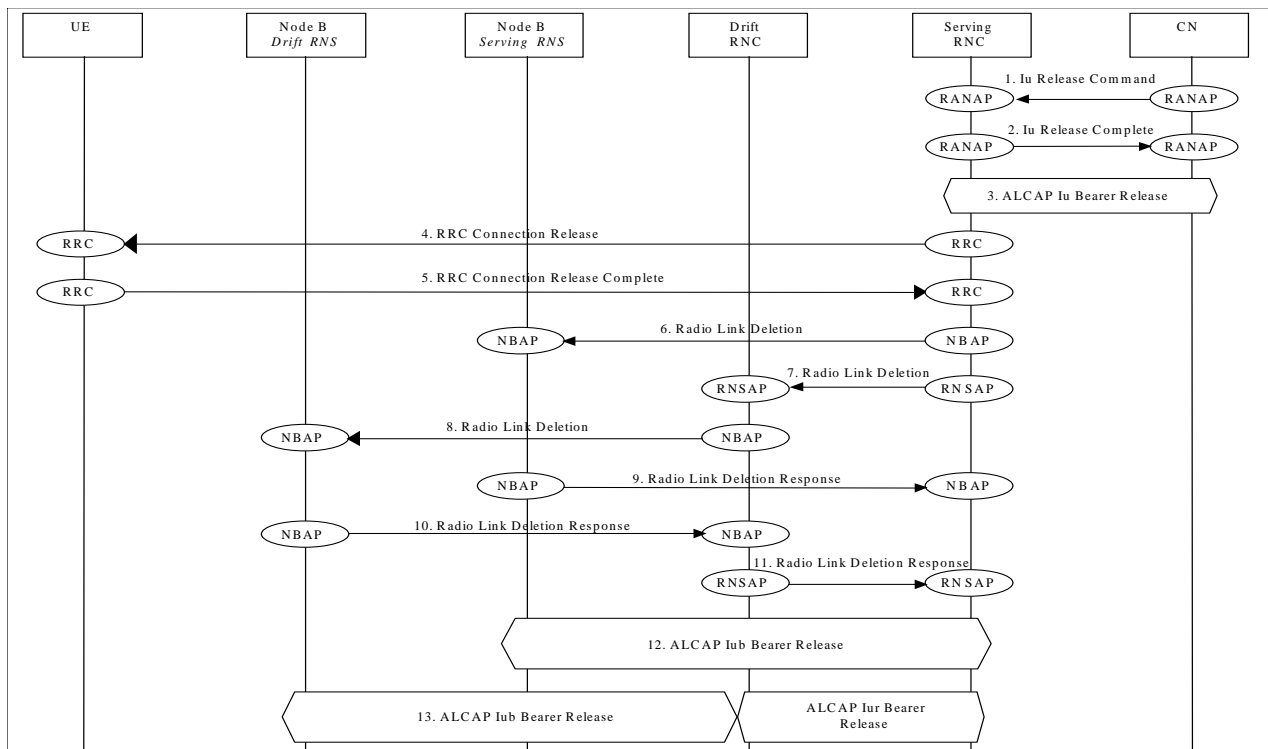 UE
Node B
Drift RNS
Node B
Serving RNS
Drift
RNC
Serving
RNC
CN
1. Iu Release Command
RANAP
RANAP
2. Iu Release Complete
RANAP
RANAP
3. ALCAP Iu Bearer Release
4. RRC Connection Release
RRC
RRC
5. RRC Connection Release Complete
RRC
RRC
6. Radio Link Deletion
NBAP
NBAP
7. Radio Link Deletion
RNSAP
RNSAP
8. Radio Link Deletion
NBAP
NBAP
9. Radio Link Deletion Response
NBAP
NBAP
10. Radio Link Deletion Response
NBAP
NBAP
11. Radio Link Deletion Response
RNSAP
RNSAP
12. ALCAP Iub Bearer Release
13. ALCAP Iub Bearer Release
ALCAP Iur Bearer
Release